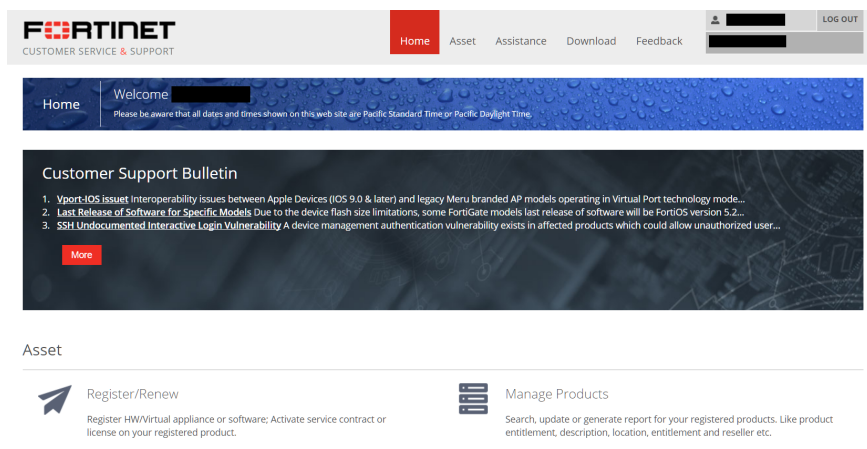 FORTINET
CUSTOMER SERVICE & SUPPORT
Home Asset Assistance Download Feedback
LOG OUT
Home
Welcome
Please be aware that all dates and times shown on this web site are Pacific Standard Time or Pacific Daylight Time.
Customer Support Bulletin
1. Vport-IOS issuet Interoperability issues between Apple Devices (IOS 9.0 & later) and legacy Meru branded AP models operating in Virtual Port technology mode...
2. Last Release of Software for Specific Models Due to the device flash size limitations, some FortiGate models last release of software will be FortiOS version 5.2...
3. SSH Undocumented Interactive Login Vulnerability A device management authentication vulnerability exists in affected products which could allow unauthorized user...
More
Asset
Register/Renew
Register HW/Virtual appliance or software; Activate service contract or
license on your registered product.
Manage Products
Search, update or generate report for your registered products. Like product
entitlement, description, location, entitlement and reseller etc.